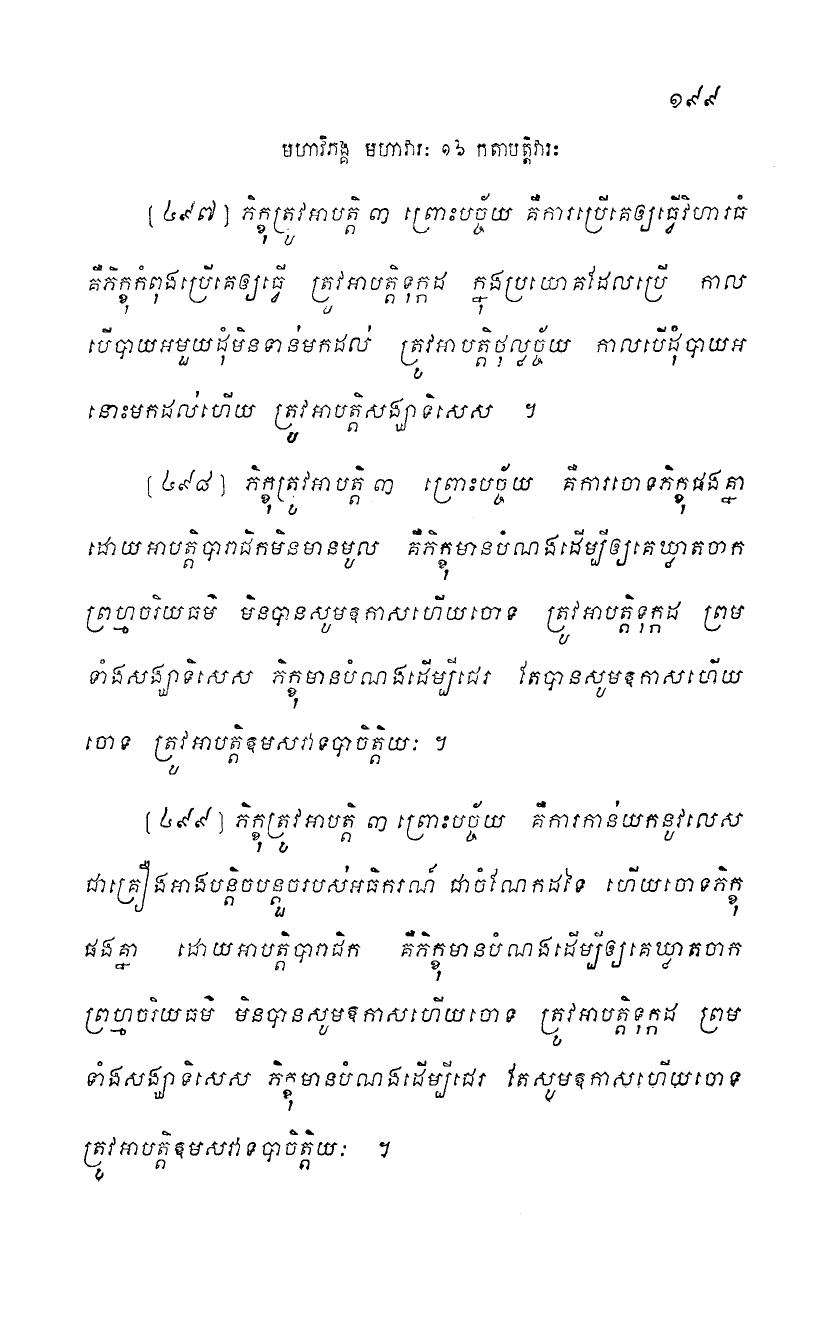 ១៩៩
មហាវិភង្គ មហាវារៈ ១៦ កតាបត្តិវារៈ
[៤៩៧] ភិក្ខុត្រូវអាបត្តិ ៣ ព្រោះបច្ច័យ គឺការប្រើគេឲ្យធ្វើវិហារធំ
គឺភិក្ខុកំពុងប្រើគេឲ្យធ្វើ ត្រូវអាបត្តិទុក្កដ ក្នុងប្រយោគដែលប្រើ កាល
បើបាយអមួយដុំមិនទាន់មកដល់ ត្រូវអាបត្តិថុល្លច្ច័យ កាលបើដុំបាយអ
នោះមកដល់ហើយ ត្រូវអាបត្តិសង្ឃាទិសេស ។
[៤៩៨] ភិក្ខុត្រូវអាបត្តិ ៣ ព្រោះបច្ច័យ គឺការចោទភិក្ខុផងគ្នា
ដោយអាបត្តិបារាជិកមិនមានមូល គឺភិក្ខុមានបំណងដើម្បីឲ្យគេឃ្លាតចាក
ព្រហ្មចរិយធម៌ មិនបានសូមឱកាសហើយចោទ ត្រូវអាបត្តិទុក្កដ ព្រម
ទាំងសង្ឃាទិសេស ភិក្ខុមានបំណងដើម្បីជេរ តែបានសូមឱកាសហើយ
ចោទ ត្រូវអាបត្តិឱមសវាទបាចិត្តិយៈ ។
[៤៩៩] ភិក្ខុត្រូវអាបត្តិ ៣ ព្រោះបច្ច័យ គឺការកាន់យកនូវលេស
ជាគ្រឿងអាងបន្តិចបន្តួចរបស់អធិករណ៍ ជាចំណែកដទៃ ហើយចោទភិក្ខុ
ផងគ្នា ដោយអាបត្តិបារាជិក គឺភិក្ខុមានបំណងដើម្បីឲ្យគេឃ្លាតចាក
ព្រហ្មចរិយធម៌ មិនបានសូមឱកាសហើយចោទ ត្រូវអាបត្តិទុក្កដ ព្រម
ទាំងសង្ឃាទិសេស ភិក្ខុមានបំណងដើម្បីជេរ តែសូមឱកាសហើយចោទ
ត្រូវអាបត្តិឱមសវាទបាចិត្តិយៈ ។